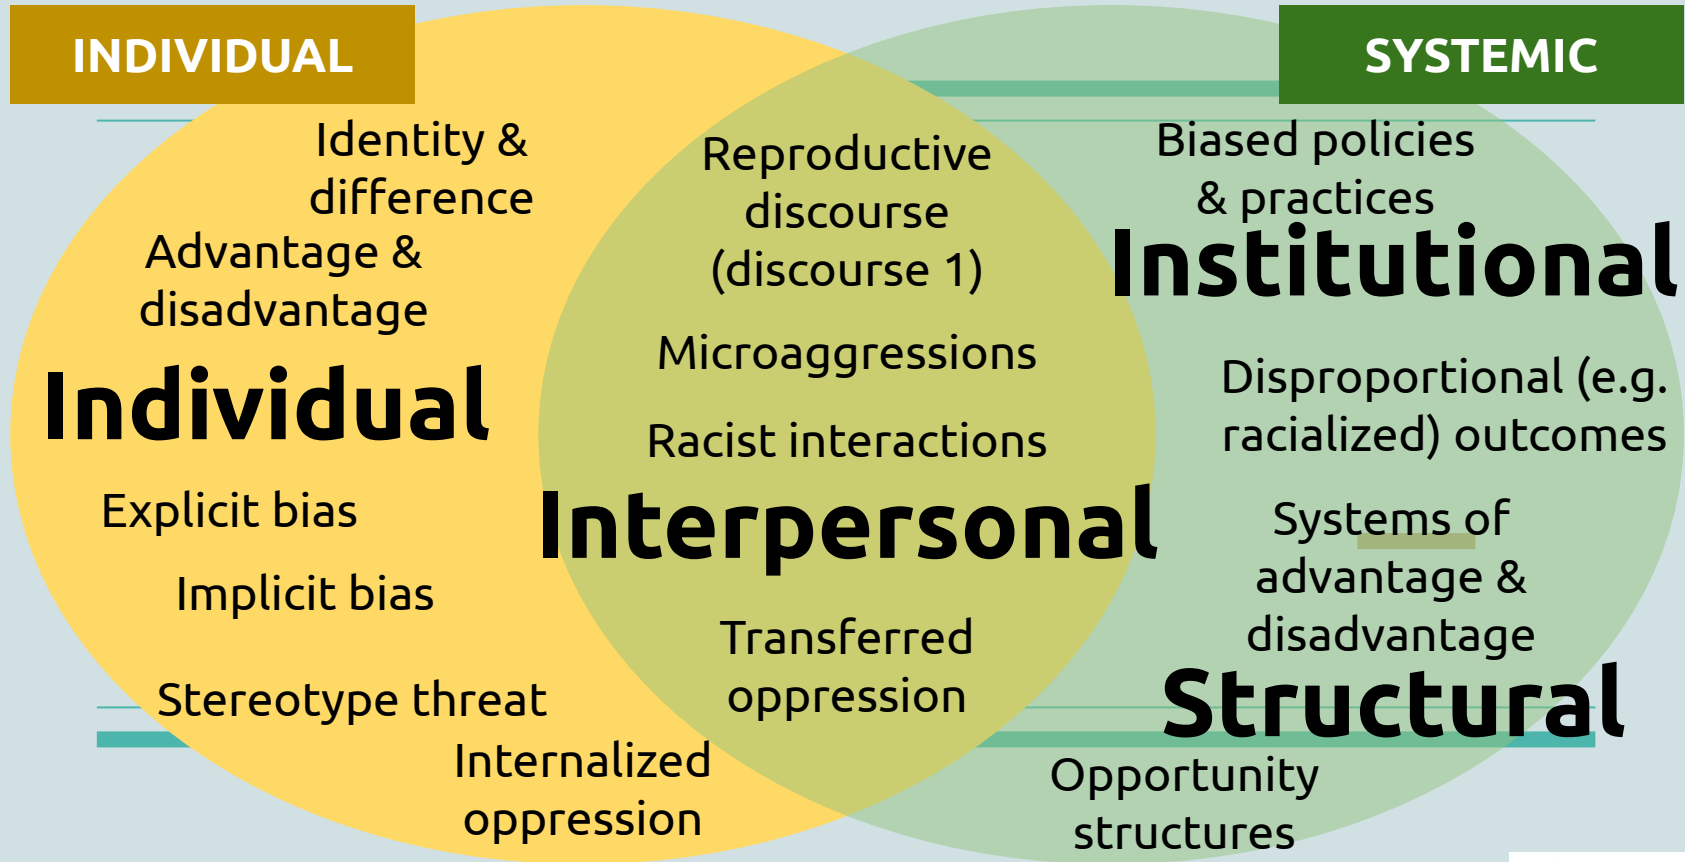 INDIVIDUAL
Identity &
difference
Advantage &
disadvantage
Individual
Explicit bias
Implicit bias
Stereotype threat
Internalized
oppression
Reproductive
discourse
(discourse 1)
Microaggressions
Racist interactions
Interpersonal
Transferred
oppression
SYSTEMIC
Biased policies
& practices
Institutional
Disproportional (e.g.
racialized) outcomes
Systems of
advantage &
disadvantage
Structural
Opportunity
structures